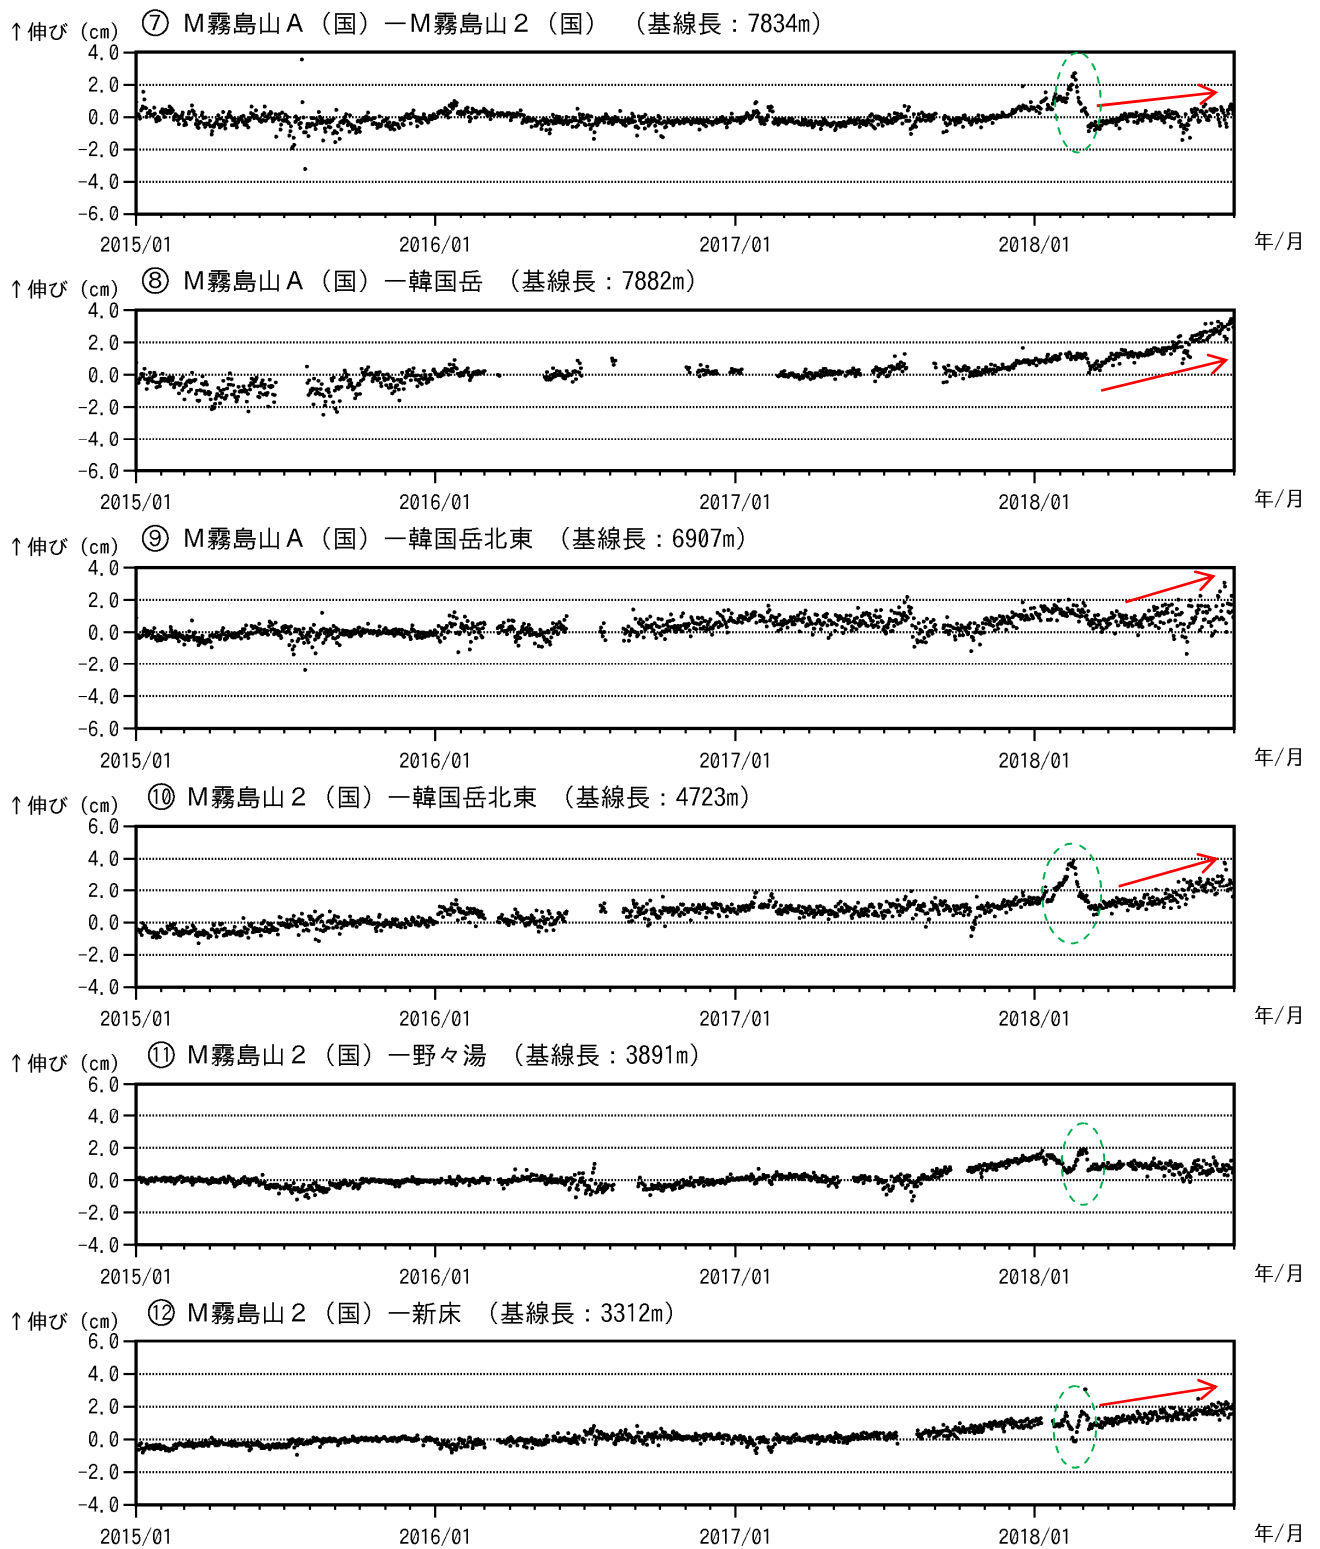 ⑦ M霧島山A（国）－M霧島山2（国） （基線長：7834m）
↑伸び (cm)
4.0
2.0
0.0
-2.0
-4.0
-6.0
2015/01 2016/01 2017/01 2018/01 年/月
⑧ M霧島山A（国）－韓国岳 （基線長：7882m）
↑伸び (cm)
4.0
2.0
0.0
-2.0
-4.0
-6.0
2015/01 2016/01 2017/01 2018/01 年/月
⑨ M霧島山A（国）－韓国岳北東 （基線長：6907m）
↑伸び (cm)
4.0
2.0
0.0
-2.0
-4.0
-6.0
2015/01 2016/01 2017/01 2018/01 年/月
⑩ M霧島山2（国）－韓国岳北東 （基線長：4723m）
↑伸び (cm)
6.0
4.0
2.0
0.0
-2.0
-4.0
2015/01 2016/01 2017/01 2018/01 年/月
⑪ M霧島山2（国）－野々湯 （基線長：3891m）
↑伸び (cm)
6.0
4.0
2.0
0.0
-2.0
-4.0
2015/01 2016/01 2017/01 2018/01 年/月
⑫ M霧島山2（国）－新床 （基線長：3312m）
↑伸び (cm)
6.0
4.0
2.0
0.0
-2.0
-4.0
2015/01 2016/01 2017/01 2018/01 年/月